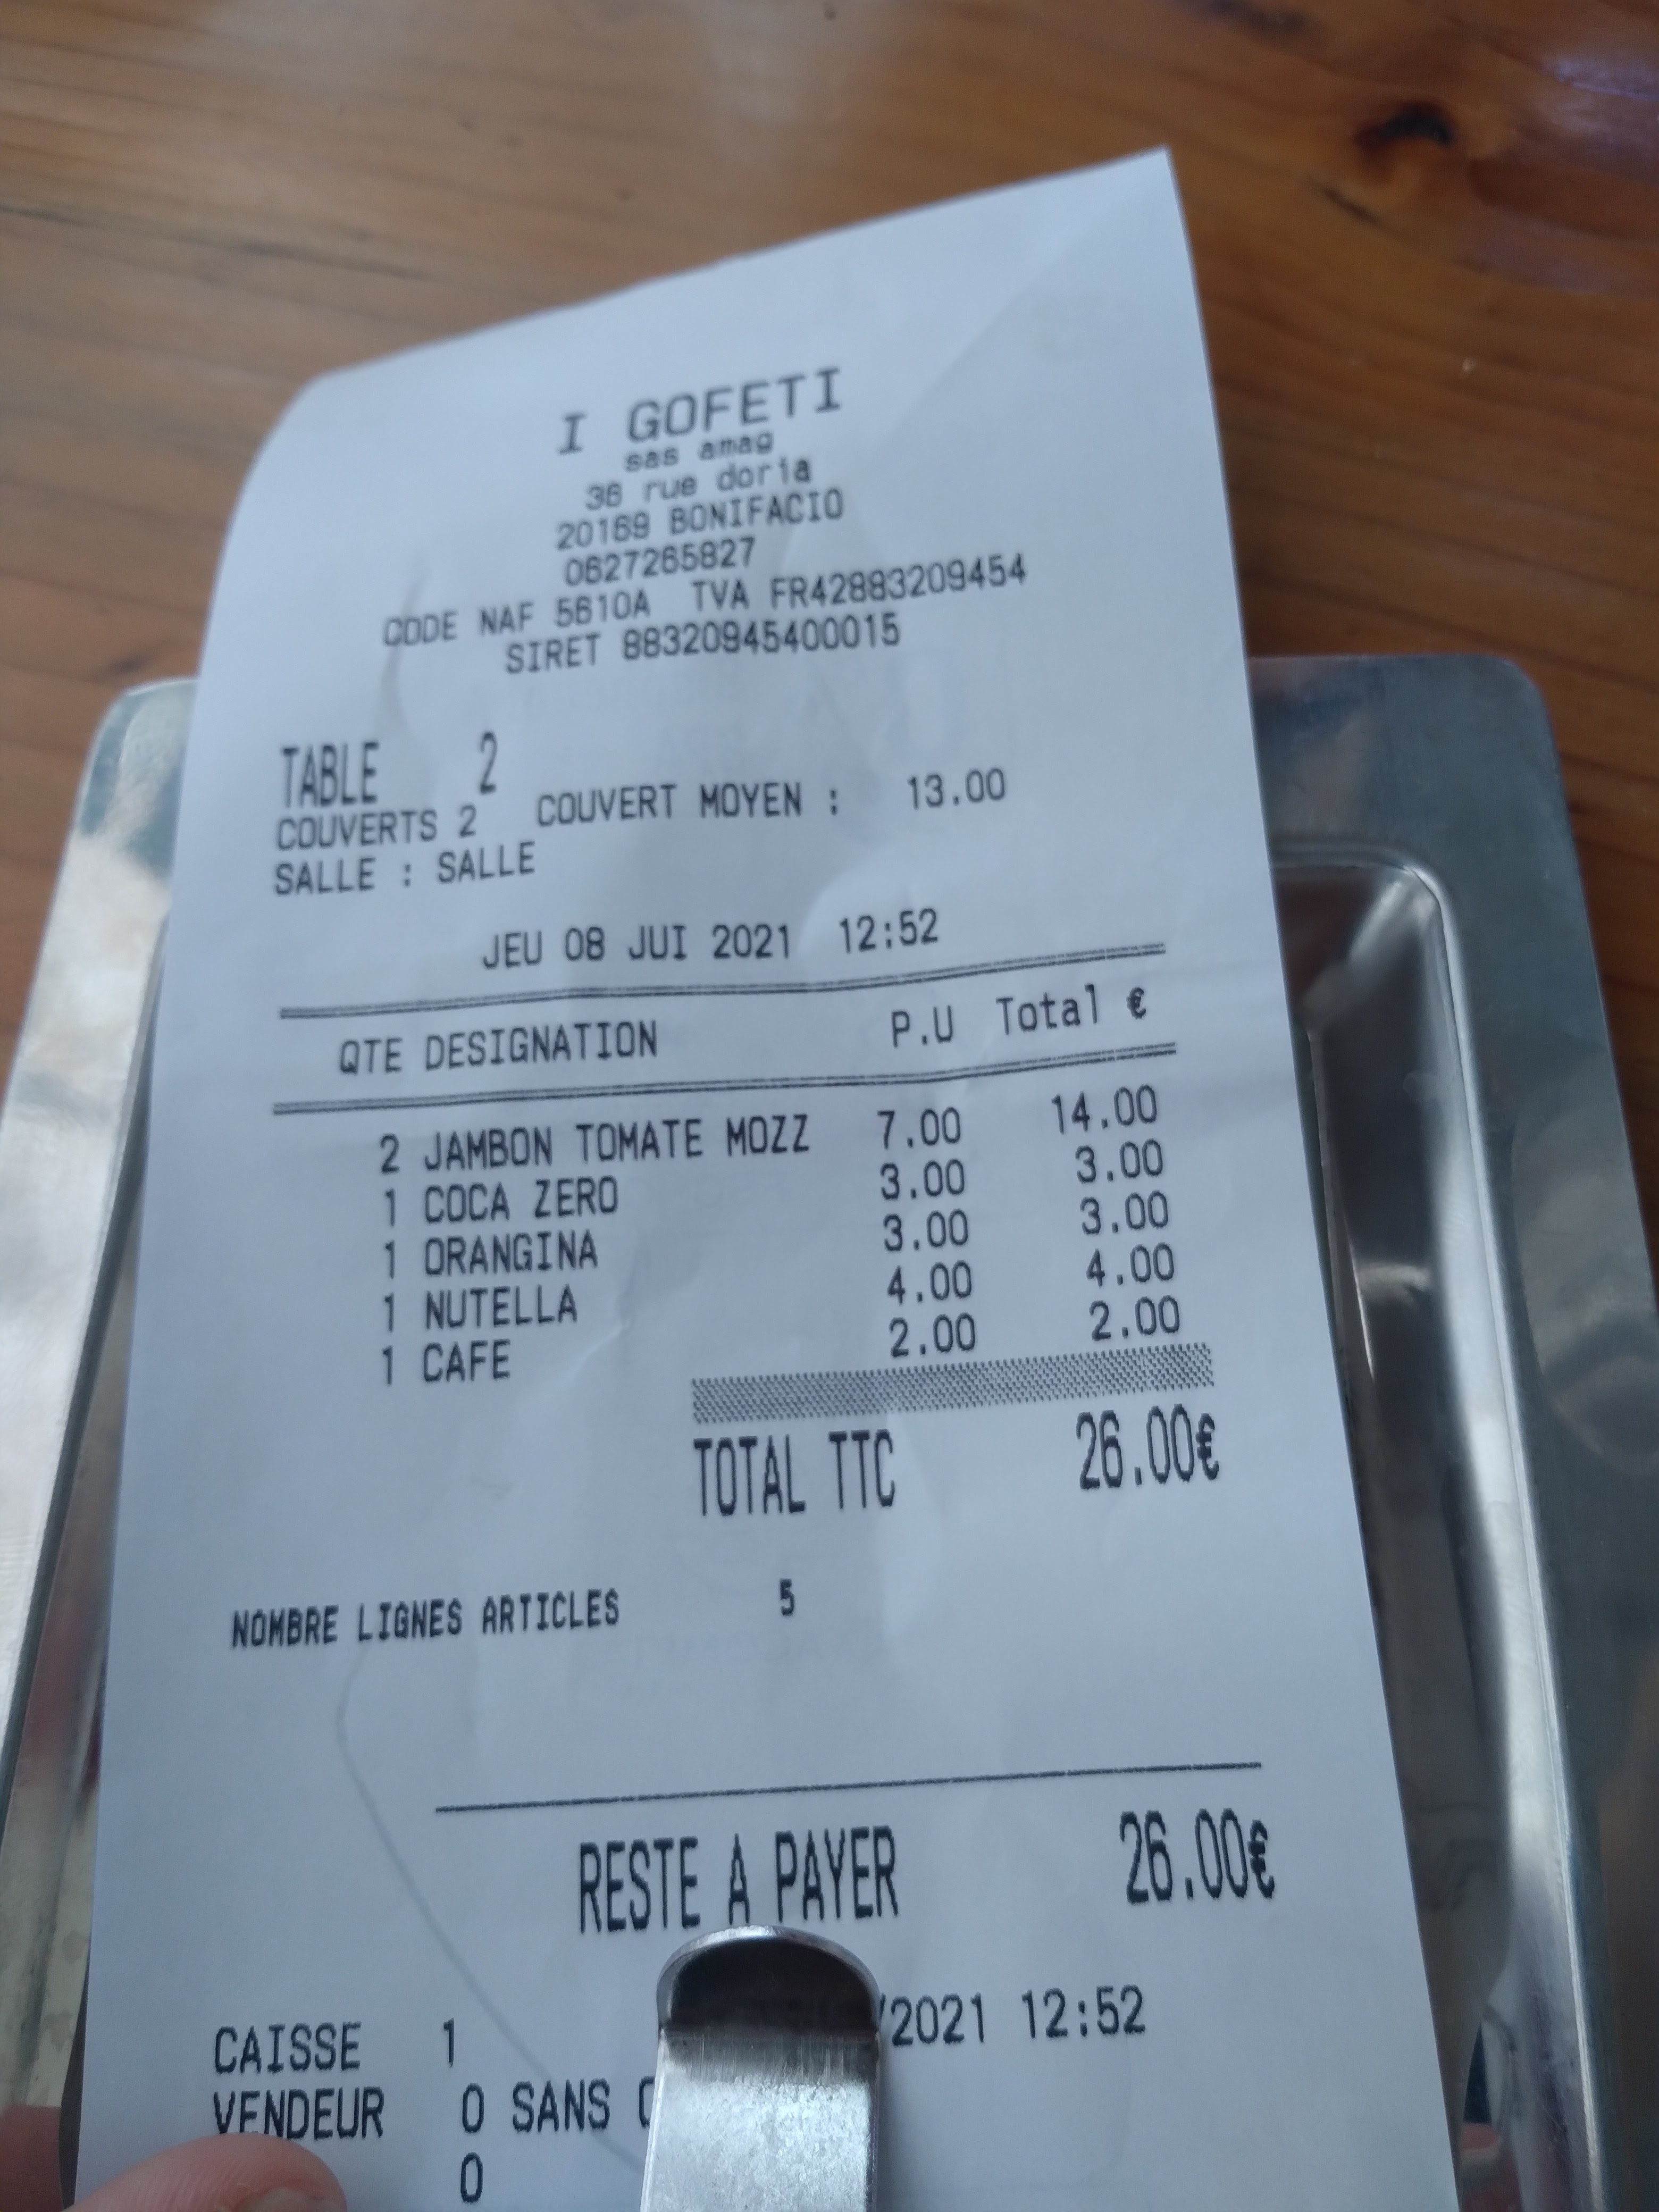 I GOFETI
sas amag
36 rue doria
20169 BONIFACIO
0627265827
CODE NAF 5610A TVA FR42883209454
SIRET 88320945400015
TABLE 2
COUVERTS 2 COUVERT MOYEN : 13.00
SALLE : SALLE
JEU 08 JUI 2021 12:52
QTE DESIGNATION P.U Total €
2 JAMBON TOMATE MOZZ 7.00 14.00
1 COCA ZERO 3.00 3.00
1 ORANGINA 3.00 3.00
1 NUTELLA 4.00 4.00
1 CAFE 2.00 2.00
TOTAL TTC 26.00€
NOMBRE LIGNES ARTICLES 5
RESTE A PAYER 26.00€
CAISSE 1 /2021 12:52
VENDEUR 0 SANS
0